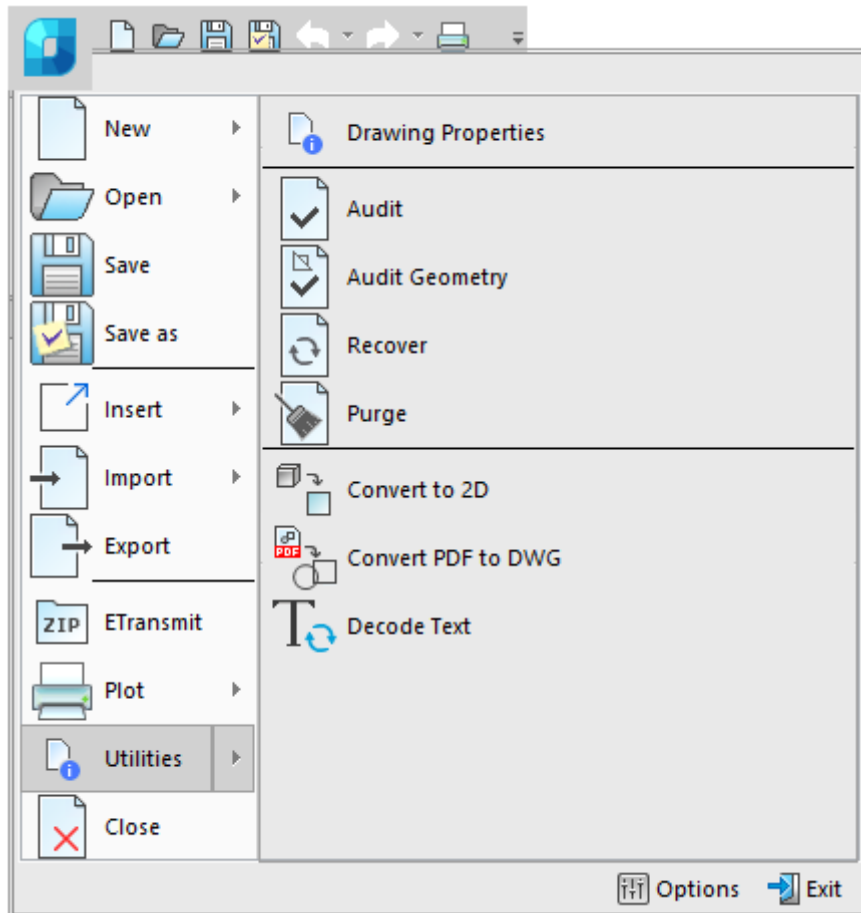 New
Open
Save
Save as
Insert
Import
Export
ZIP
ETransmit
Plot
Utilities
Close
Drawing Properties
Audit
Audit Geometry
Recover
Purge
Convert to 2D
PDF
Convert PDF to DWG
T
Decode Text
Options
Exit